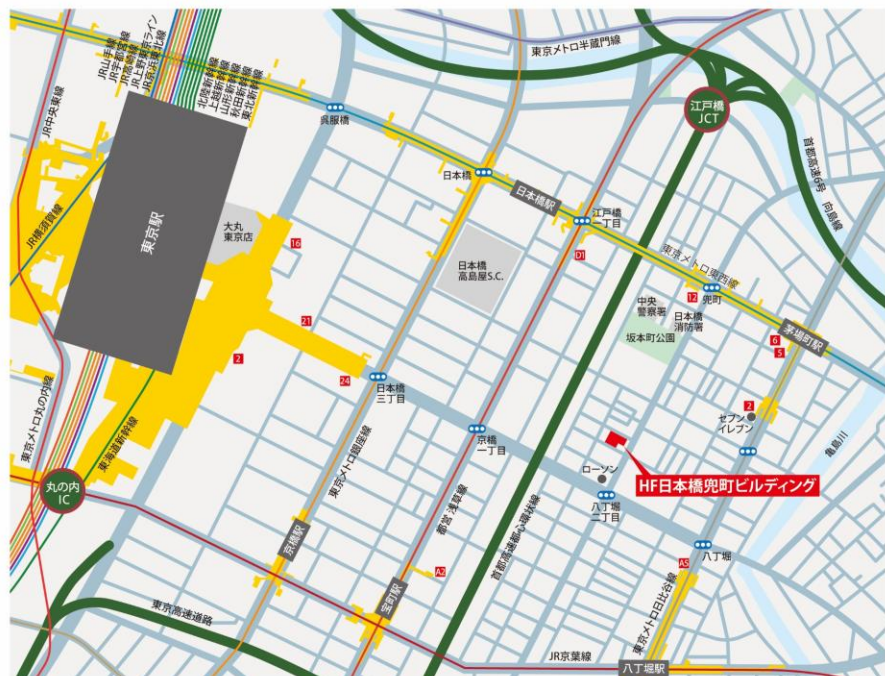 東京メトロ半蔵門線
JR山手線
JR宇都宮線
JR高崎線
JR上野東京ライン
JR京浜東北線
北陸新幹線
上越新幹線
山形新幹線
秋田新幹線
東北新幹線
JR中央東線
呉服橋
江戸橋
JCT
首都高速6号 向島線
日本橋
日本橋駅
江戸橋
一丁目
JR横須賀線
東京駅
大丸
東京店
16
日本橋
高島屋S.C.
D1
東京メトロ東西線
12
兜町
中央
警察署
日本橋
消防署
坂本町公園
茅場町駅
6
5
21
2
24
日本橋
三丁目
2
セブン
イレブン
亀島川
東京メトロ丸の内線
東海道新幹線
東京メトロ銀座線
京橋
一丁目
都営 浅草線
ローソン
HF日本橋兜町ビルディング
丸の内
IC
首都高速都心環状線
八丁堀
二丁目
八丁堀
京橋駅
A2
A5
宝町駅
東京メトロ日比谷線
東京高速道路
JR京葉線
八丁堀駅